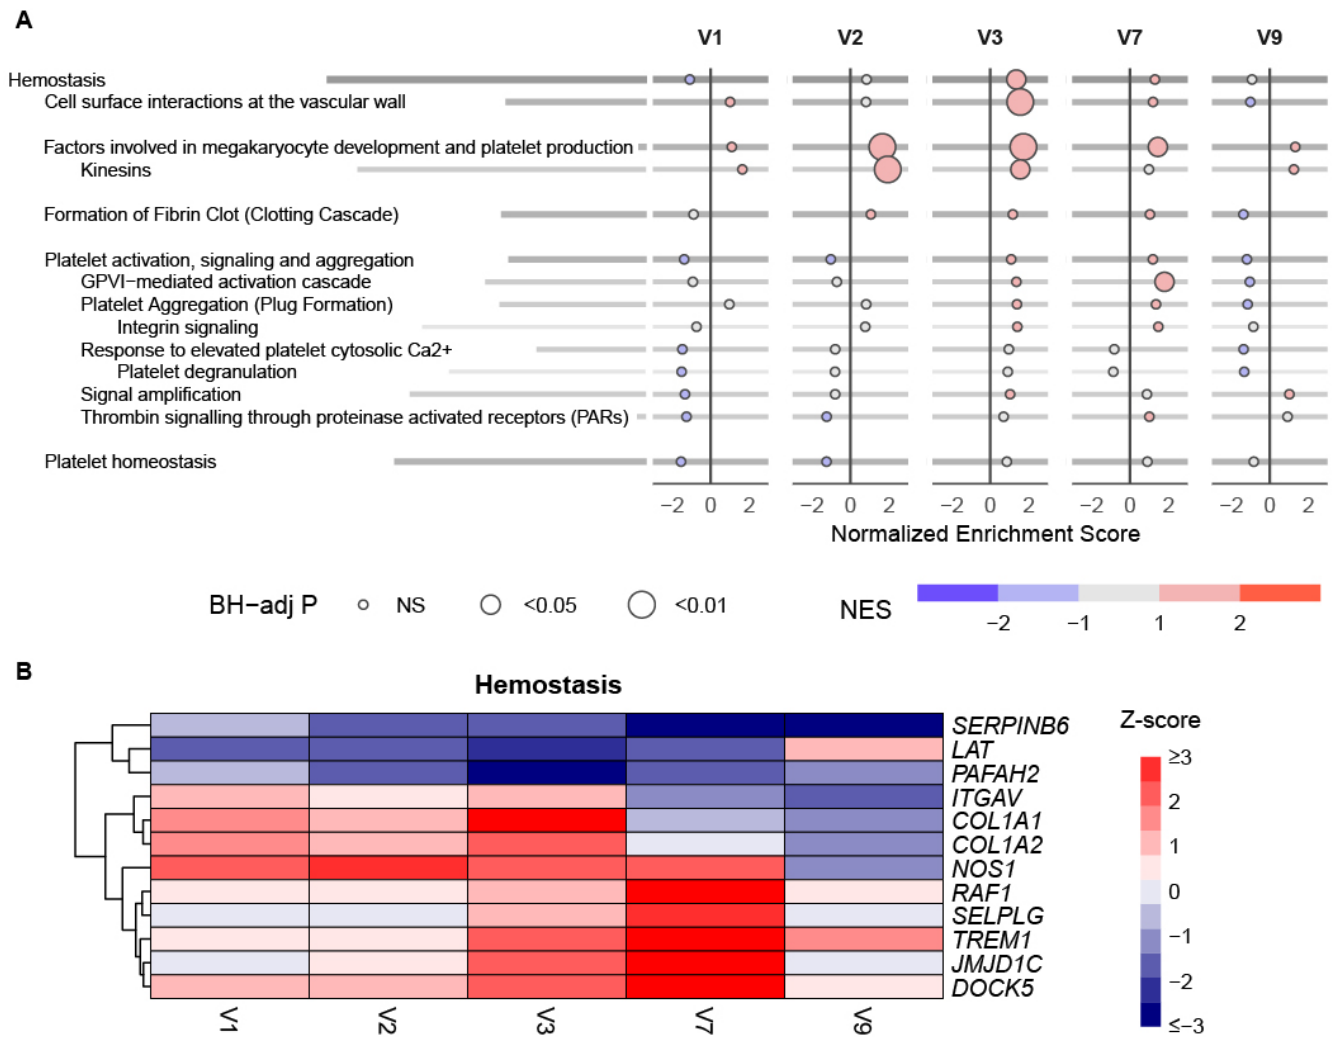 A
V1 V2 V3 V7 V9
Hemostasis
Cell surface interactions at the vascular wall
Factors involved in megakaryocyte development and platelet production
Kinesins
Formation of Fibrin Clot (Clotting Cascade)
Platelet activation, signaling and aggregation
GPVI−mediated activation cascade
Platelet Aggregation (Plug Formation)
Integrin signaling
Response to elevated platelet cytosolic Ca2+
Platelet degranulation
Signal amplification
Thrombin signalling through proteinase activated receptors (PARs)
Platelet homeostasis
−2 0 2 −2 0 2 −2 0 2 −2 0 2 −2 0 2
Normalized Enrichment Score
BH−adj P NS <0.05 <0.01 NES
−2 −1 1 2
B
Hemostasis
SERPINB6
LAT
PAFAH2
ITGAV
COL1A1
COL1A2
NOS1
RAF1
SELPLG
TREM1
JMJD1C
DOCK5
V1 V2 V3 V7 V9
Z-score
≥3
2
1
0
−1
−2
≤−3